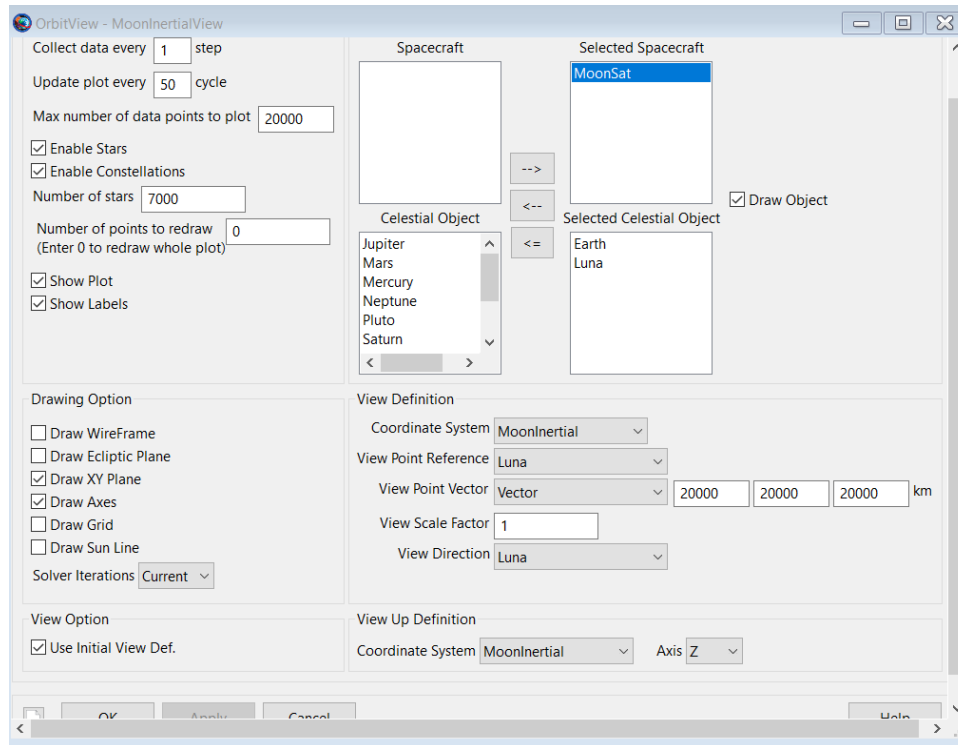 OrbitView - MoonInertialView
Collect data every 1 step
Update plot every 50 cycle
Max number of data points to plot 20000
Enable Stars
Enable Constellations
Number of stars 7000
Number of points to redraw 0
(Enter 0 to redraw whole plot)
Show Plot
Show Labels
Spacecraft
Selected Spacecraft
MoonSat
-->
<--
<=
Draw Object
Celestial Object
Jupiter
Mars
Mercury
Neptune
Pluto
Saturn
Selected Celestial Object
Earth
Luna
Drawing Option
Draw WireFrame
Draw Ecliptic Plane
Draw XY Plane
Draw Axes
Draw Grid
Draw Sun Line
Solver Iterations Current
View Definition
Coordinate System MoonInertial
View Point Reference Luna
View Point Vector Vector 20000 20000 20000 km
View Scale Factor 1
View Direction Luna
View Option
Use Initial View Def.
View Up Definition
Coordinate System MoonInertial Axis Z
OK Apply Cancel Help